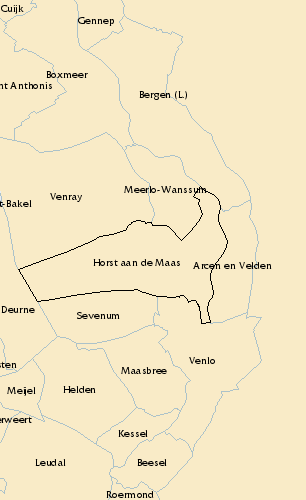 Cuijk
Gennep
Boxmeer
nt Anthonis
Bergen (L.)
Meerlo-Wanssum
Venray
t-Bakel
Horst aan de Maas
Arcen en Velden
Deurne
Sevenum
Venlo
sten
Maasbree
Meijel
Helden
erweert
Kessel
Leudal
Beesel
Roermond